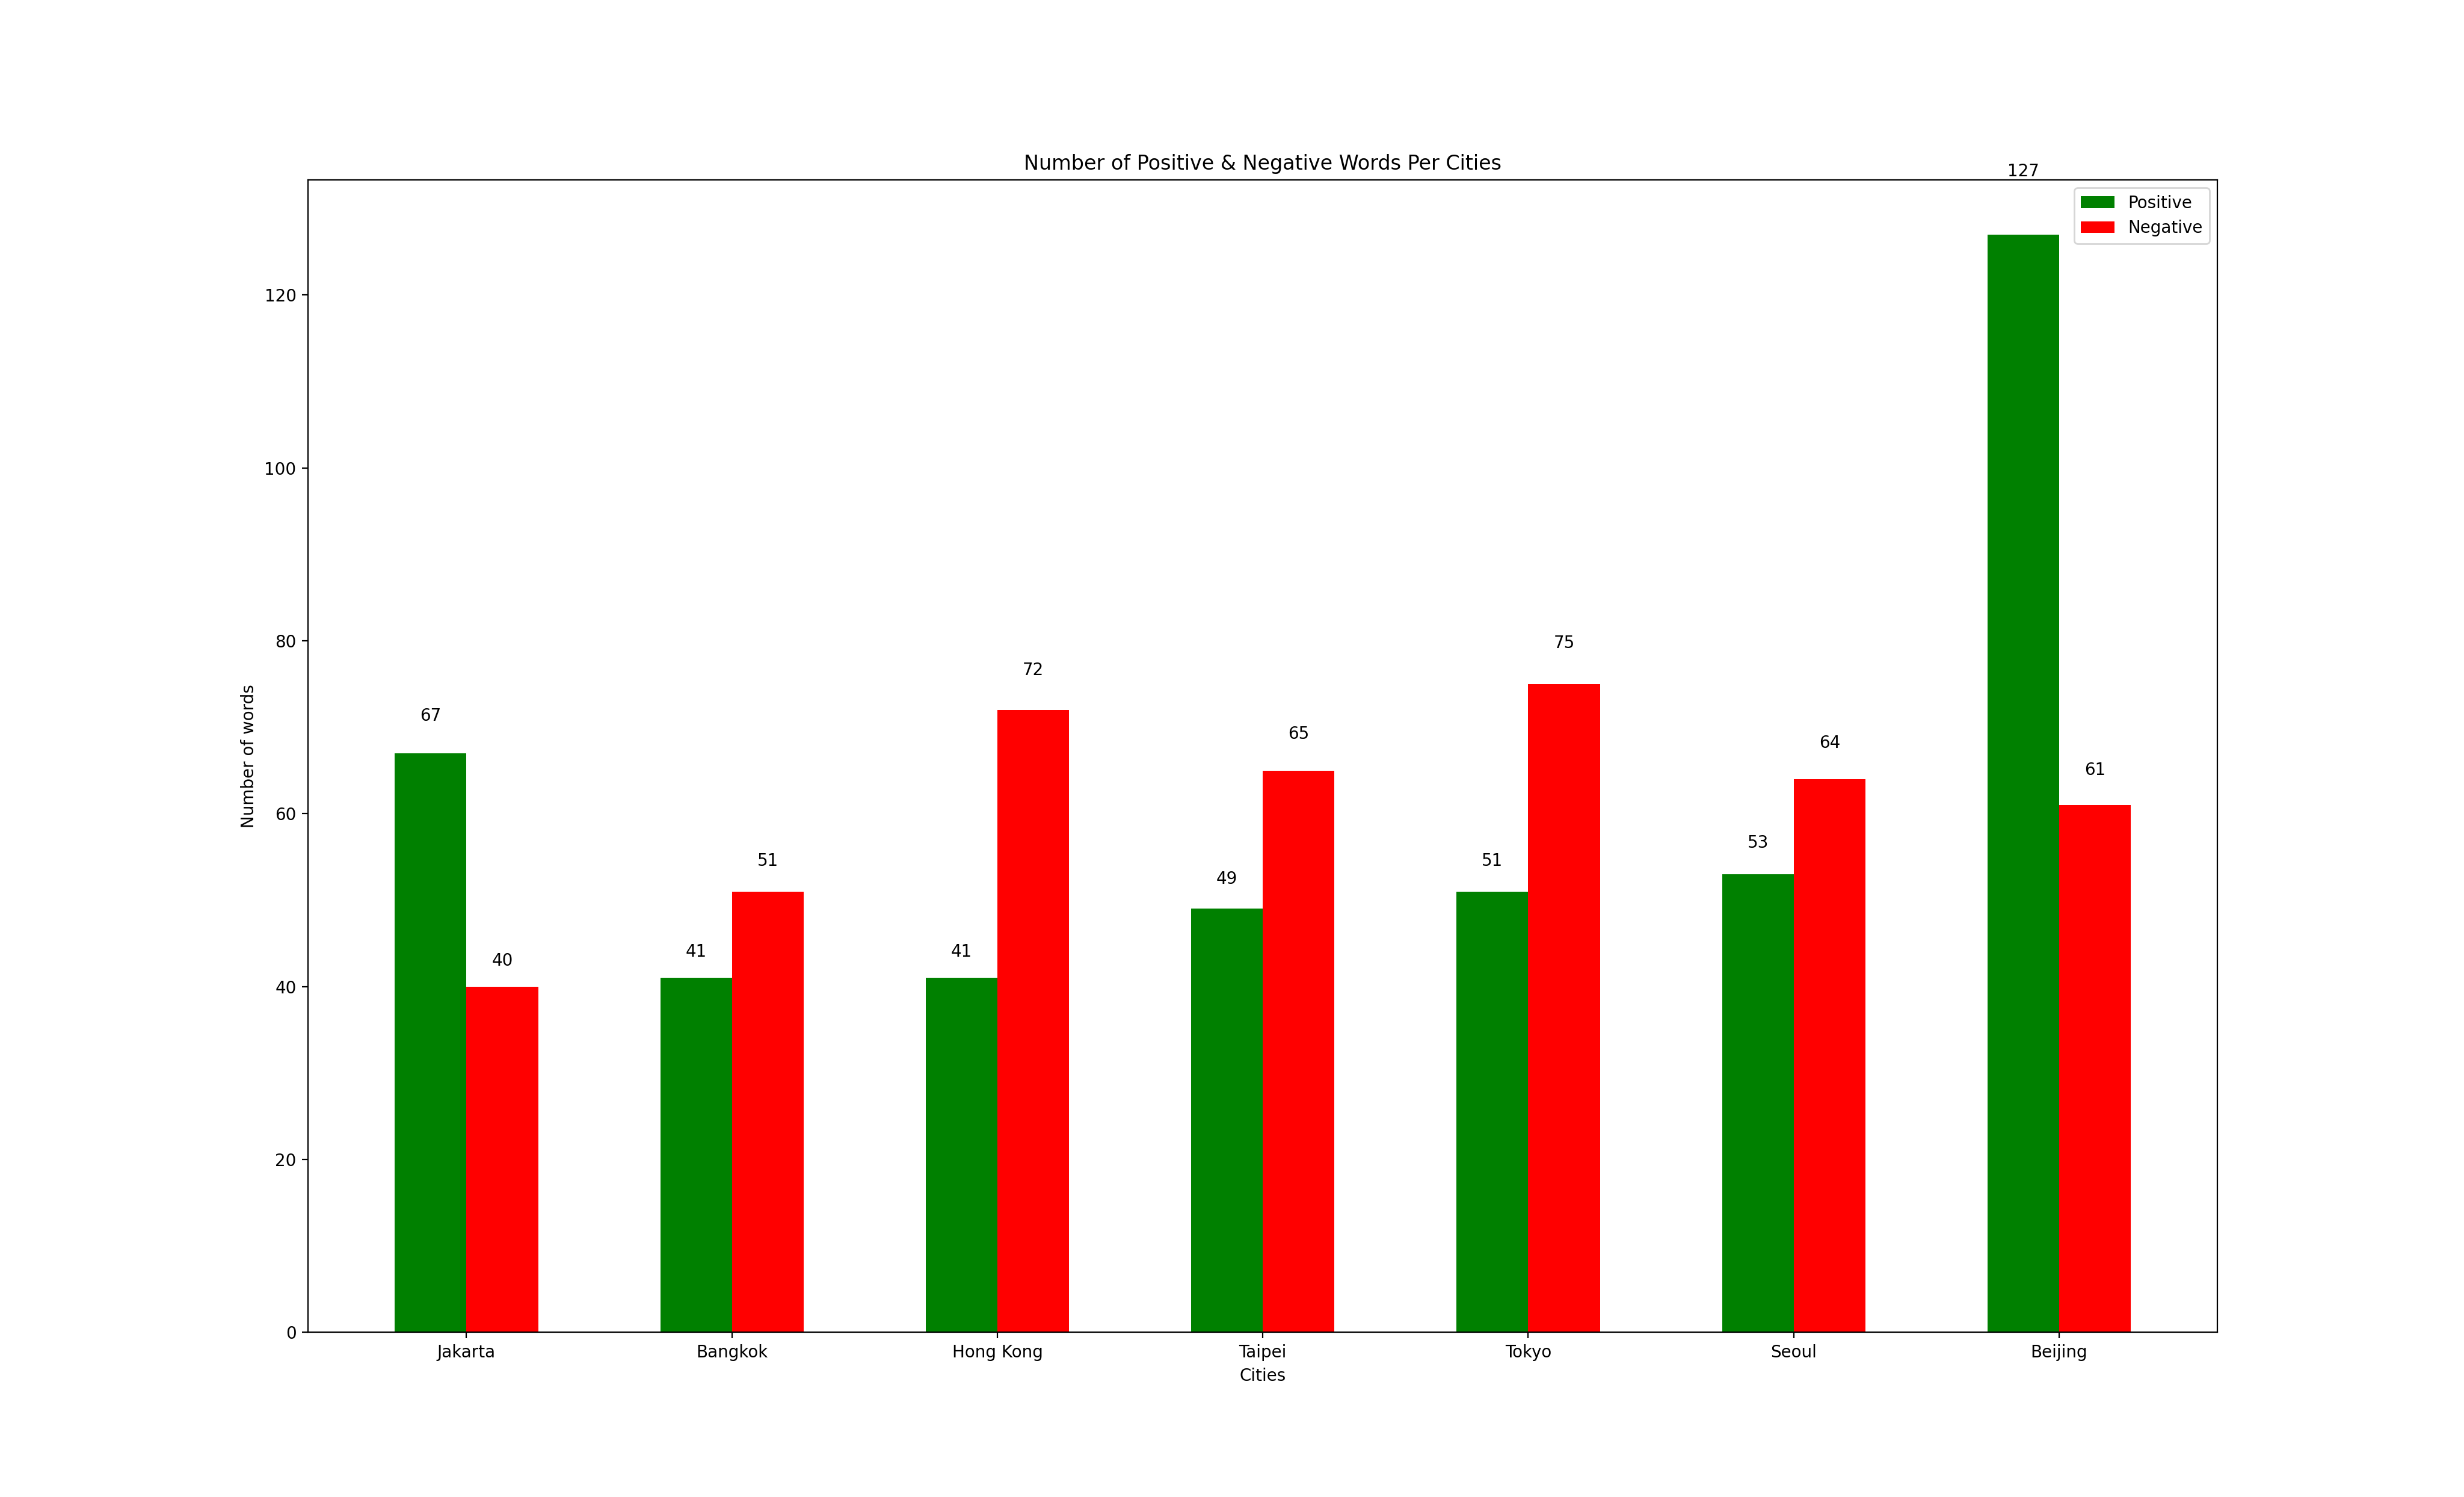 Number of Positive & Negative Words Per Cities
127
Positive
Negative
120
100
80
60
40
20
0
Number of words
67
40
41
51
41
72
49
65
51
75
53
64
61
Jakarta
Bangkok
Hong Kong
Taipei
Tokyo
Seoul
Beijing
Cities